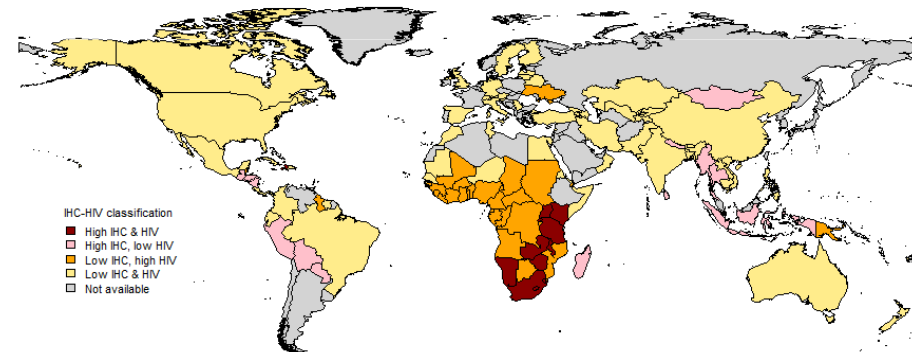 IHC-HIV classification
High IHC & HIV
High IHC, low HIV
Low IHC, high HIV
Low IHC & HIV
Not available